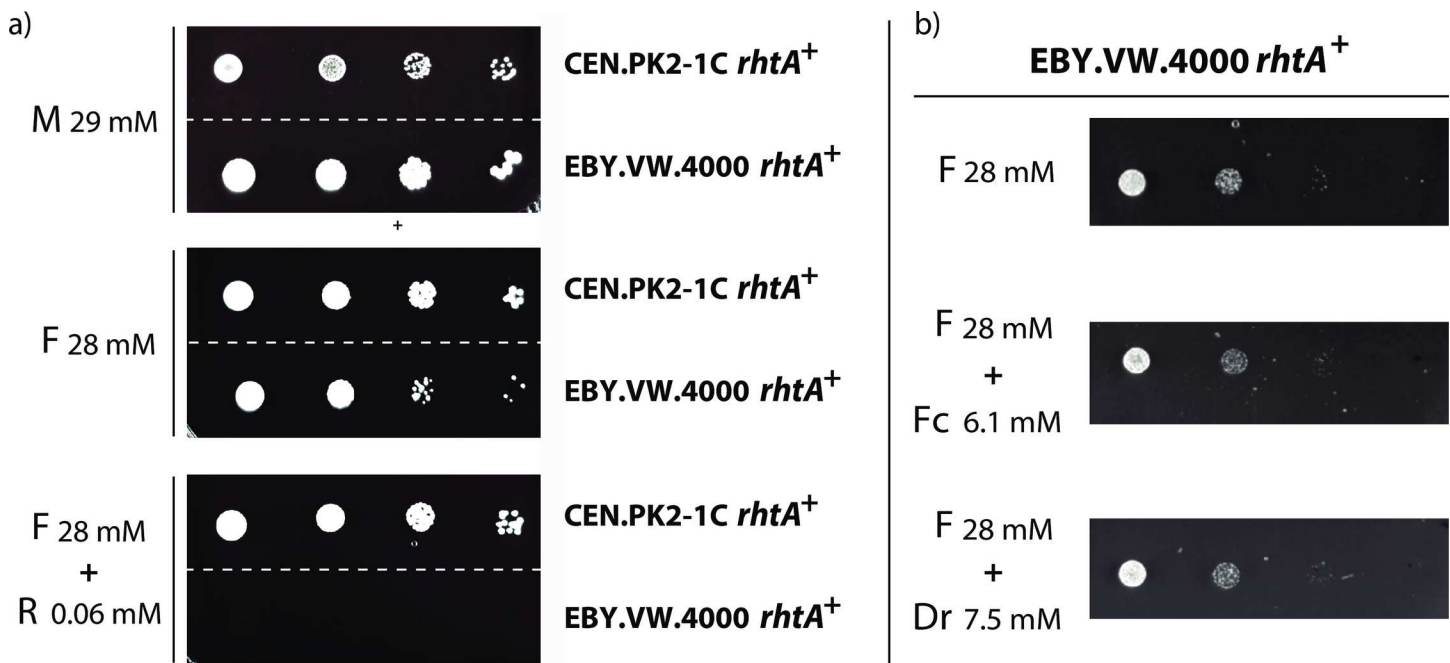 a)
M 29 mM
CEN.PK2-1C rhtA+
EBY.VW.4000 rhtA+
+
F 28 mM
CEN.PK2-1C rhtA+
EBY.VW.4000 rhtA+
F 28 mM
+
R 0.06 mM
CEN.PK2-1C rhtA+
EBY.VW.4000 rhtA+
b)
EBY.VW.4000 rhtA+
F 28 mM
F 28 mM
+
Fc 6.1 mM
F 28 mM
+
Dr 7.5 mM